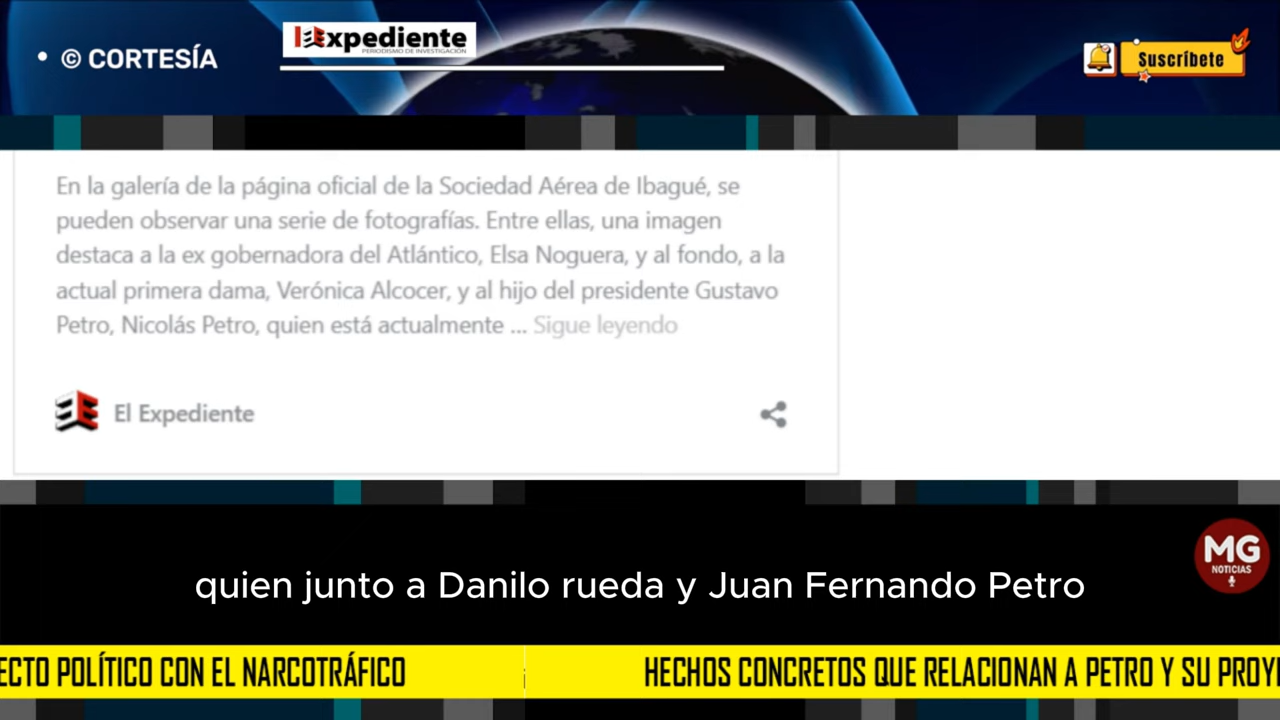 • © CORTESÍA
Expediente
PERIODISMO DE INVESTIGACIÓN
Suscríbete
En la galería de la página oficial de la Sociedad Aérea de Ibagué, se
pueden observar una serie de fotografías. Entre ellas, una imagen
destaca a la ex gobernadora del Atlántico, Elsa Noguera, y al fondo, a la
actual primera dama, Verónica Alcocer, y al hijo del presidente Gustavo
Petro, Nicolás Petro, quien está actualmente ... Sigue leyendo
El Expediente
MG
NOTICIAS
quien junto a Danilo rueda y Juan Fernando Petro
ECTO POLÍTICO CON EL NARCOTRÁFICO
HECHOS CONCRETOS QUE RELACIONAN A PETRO Y SU PROYE